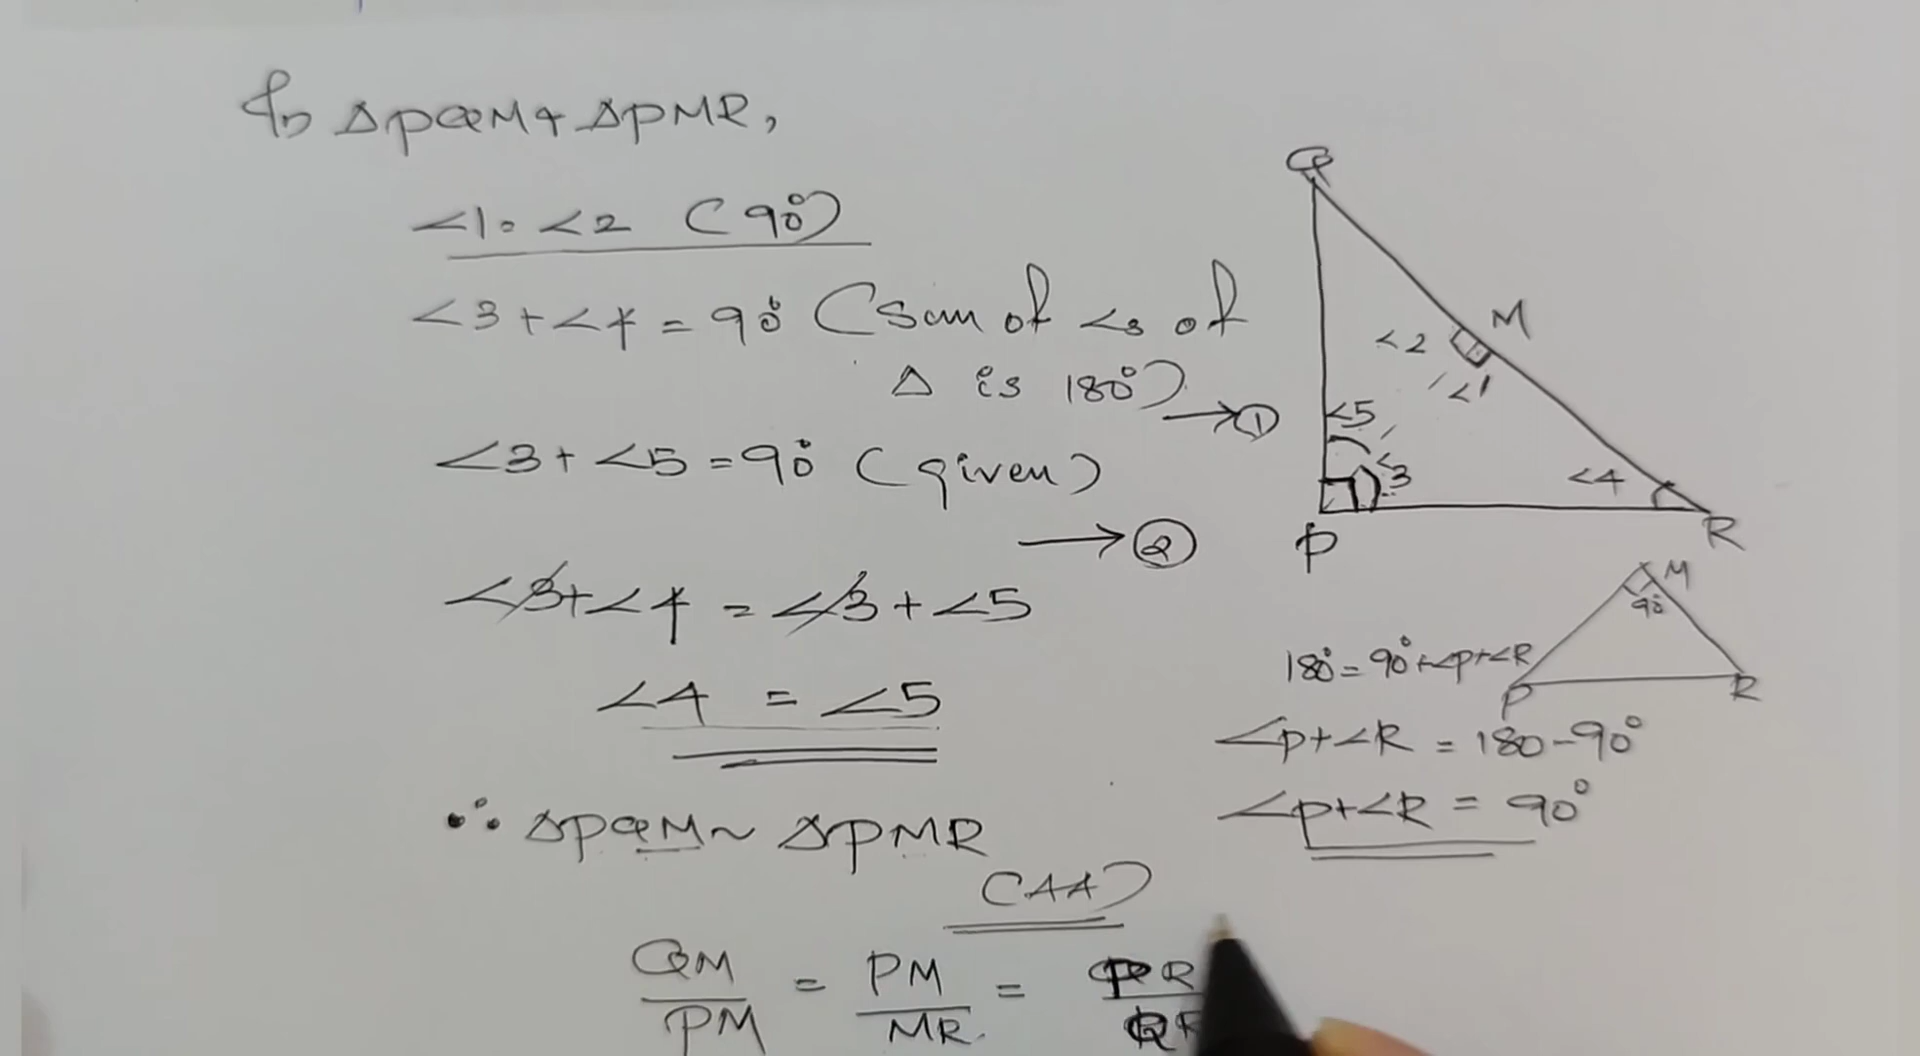 In ΔPQM & ΔPMR,
∠1 = ∠2 (90°)
∠3 + ∠4 = 90° (Sum of ∠s of
Δ is 180°)
→ ①
∠3 + ∠5 = 90° (given)
→ ②
∠3 + ∠4 = ∠3 + ∠5
∠4 = ∠5
∴ ΔPQM ~ ΔPMR
(AA)
QM/PM = PM/MR =
Q
M
∠2
∠1
∠5
∠3
∠4
P
R
M
90°
180° = 90° + ∠P + ∠R
P
R
∠P + ∠R = 180 - 90°
∠P + ∠R = 90°